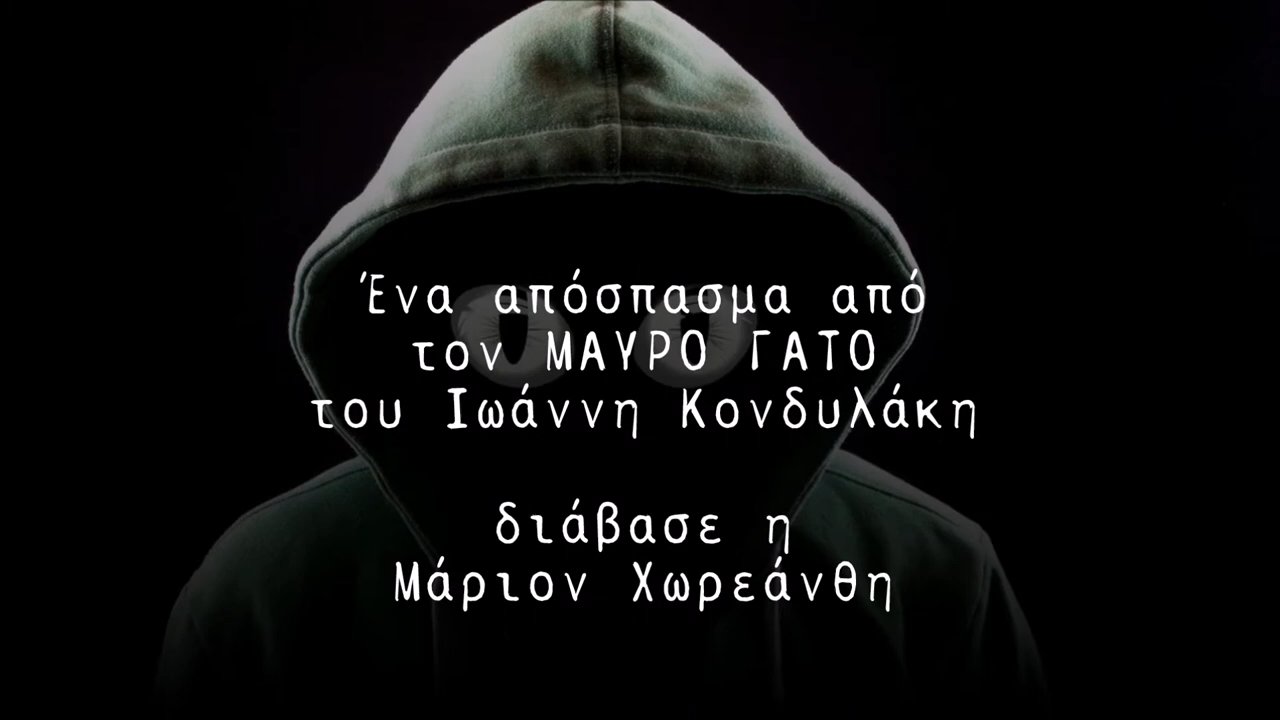 Ένα απόσπασμα από
τον ΜΑΥΡΟ ΓΑΤΟ
του Ιωάννη Κονδυλάκη
διάβασε η
Μάριον Χωρεάνθη